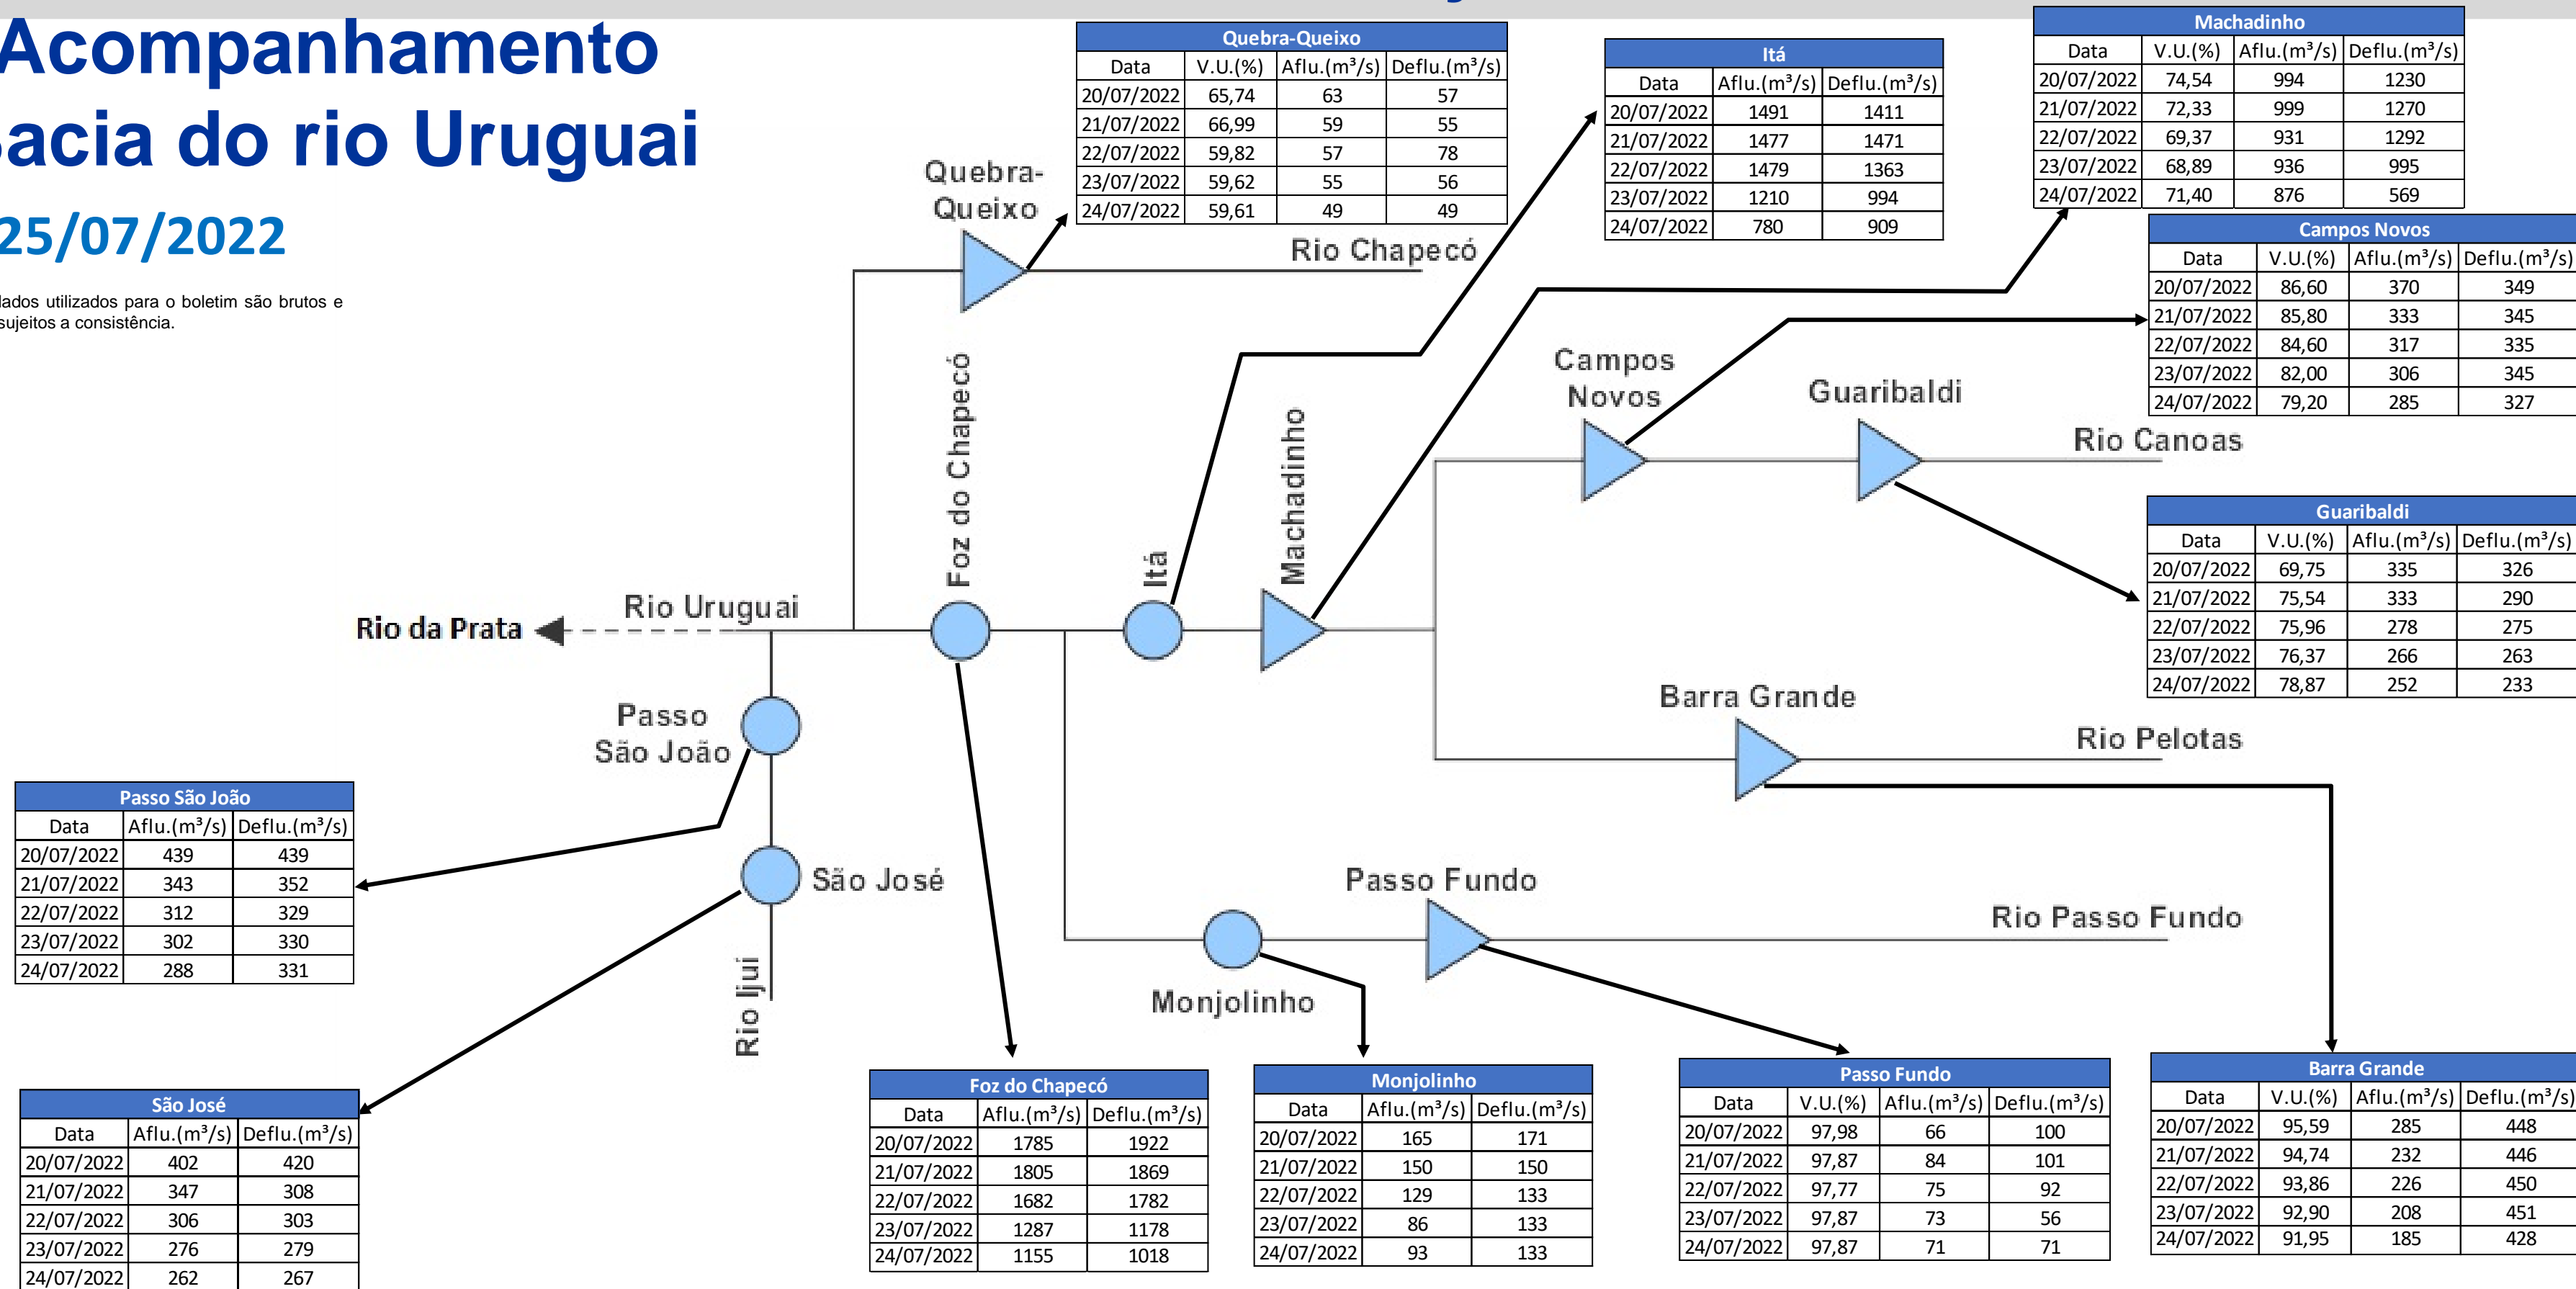 Acompanhamento
Bacia do rio Uruguai
25/07/2022
dados utilizados para o boletim são brutos e
sujeitos a consistência.
Quebra-Queixo
Data V.U.(%) Aflu.(m³/s) Deflu.(m³/s)
20/07/2022 65,74 63 57
21/07/2022 66,99 59 55
22/07/2022 59,82 57 78
23/07/2022 59,62 55 56
24/07/2022 59,61 49 49
Itá
Data Aflu.(m³/s) Deflu.(m³/s)
20/07/2022 1491 1411
21/07/2022 1477 1471
22/07/2022 1479 1363
23/07/2022 1210 994
24/07/2022 780 909
Machadinho
Data V.U.(%) Aflu.(m³/s) Deflu.(m³/s)
20/07/2022 74,54 994 1230
21/07/2022 72,33 999 1270
22/07/2022 69,37 931 1292
23/07/2022 68,89 936 995
24/07/2022 71,40 876 569
Campos Novos
Data V.U.(%) Aflu.(m³/s) Deflu.(m³/s)
20/07/2022 86,60 370 349
21/07/2022 85,80 333 345
22/07/2022 84,60 317 335
23/07/2022 82,00 306 345
24/07/2022 79,20 285 327
Quebra-
Queixo
Rio Chapecó
Foz do Chapecó
Itá
Machadinho
Campos
Novos
Guaribaldi
Rio Canoas
Guaribaldi
Data V.U.(%) Aflu.(m³/s) Deflu.(m³/s)
20/07/2022 69,75 335 326
21/07/2022 75,54 333 290
22/07/2022 75,96 278 275
23/07/2022 76,37 266 263
24/07/2022 78,87 252 233
Rio da Prata
Rio Uruguai
Passo
São João
Barra Grande
Rio Pelotas
Passo São João
Data Aflu.(m³/s) Deflu.(m³/s)
20/07/2022 439 439
21/07/2022 343 352
22/07/2022 312 329
23/07/2022 302 330
24/07/2022 288 331
São José
Passo Fundo
Rio Passo Fundo
Rio Ijui
Monjolinho
São José
Data Aflu.(m³/s) Deflu.(m³/s)
20/07/2022 402 420
21/07/2022 347 308
22/07/2022 306 303
23/07/2022 276 279
24/07/2022 262 267
Foz do Chapecó
Data Aflu.(m³/s) Deflu.(m³/s)
20/07/2022 1785 1922
21/07/2022 1805 1869
22/07/2022 1682 1782
23/07/2022 1287 1178
24/07/2022 1155 1018
Monjolinho
Data Aflu.(m³/s) Deflu.(m³/s)
20/07/2022 165 171
21/07/2022 150 150
22/07/2022 129 133
23/07/2022 86 133
24/07/2022 93 133
Passo Fundo
Data V.U.(%) Aflu.(m³/s) Deflu.(m³/s)
20/07/2022 97,98 66 100
21/07/2022 97,87 84 101
22/07/2022 97,77 75 92
23/07/2022 97,87 73 56
24/07/2022 97,87 71 71
Barra Grande
Data V.U.(%) Aflu.(m³/s) Deflu.(m³/s)
20/07/2022 95,59 285 448
21/07/2022 94,74 232 446
22/07/2022 93,86 226 450
23/07/2022 92,90 208 451
24/07/2022 91,95 185 428